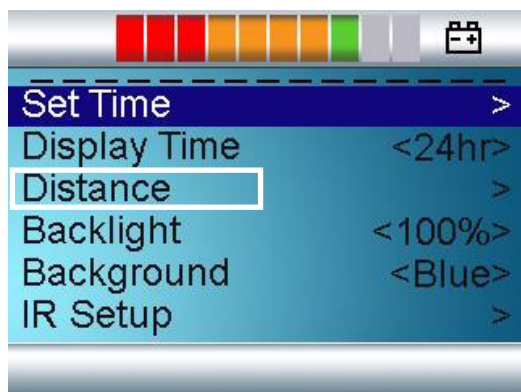 Set Time >
Display Time <24hr>
Distance >
Backlight <100%>
Background <Blue>
IR Setup >